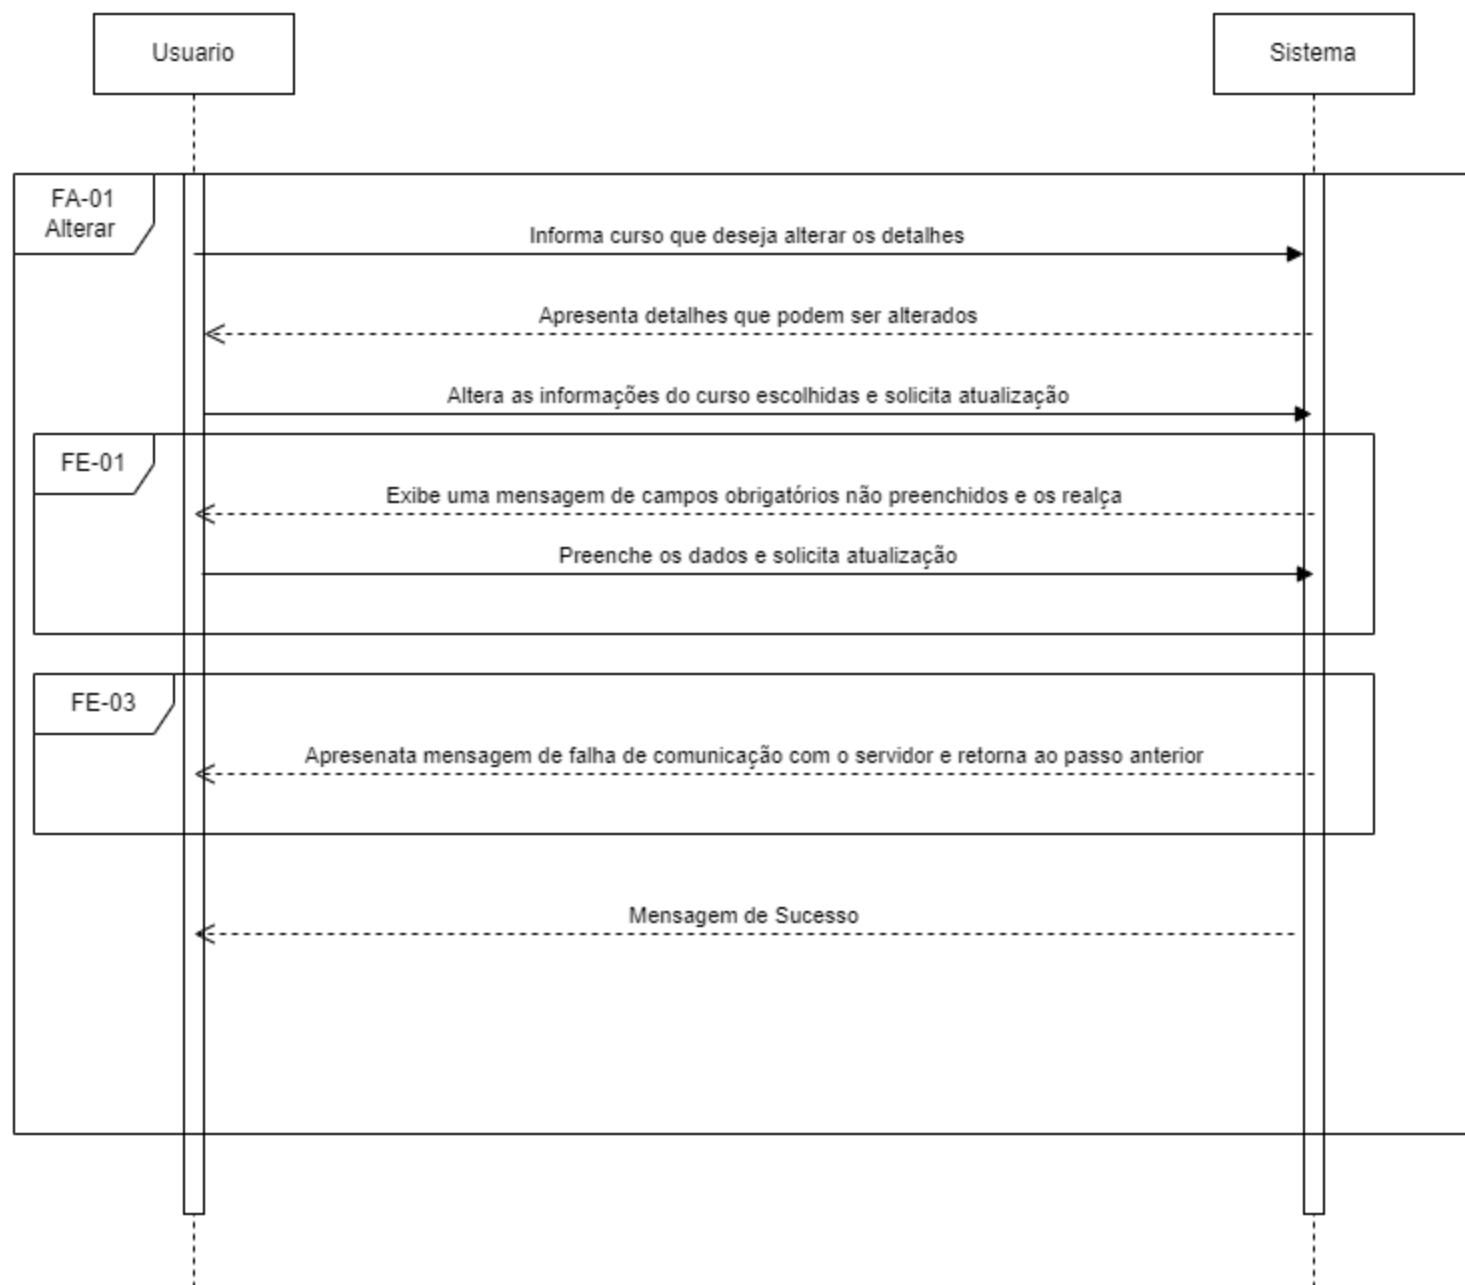 Usuario
Sistema
FA-01
Alterar
Informa curso que deseja alterar os detalhes
Apresenta detalhes que podem ser alterados
Altera as informações do curso escolhidas e solicita atualização
FE-01
Exibe uma mensagem de campos obrigatórios não preenchidos e os realça
Preenche os dados e solicita atualização
FE-03
Apresenata mensagem de falha de comunicação com o servidor e retorna ao passo anterior
Mensagem de Sucesso